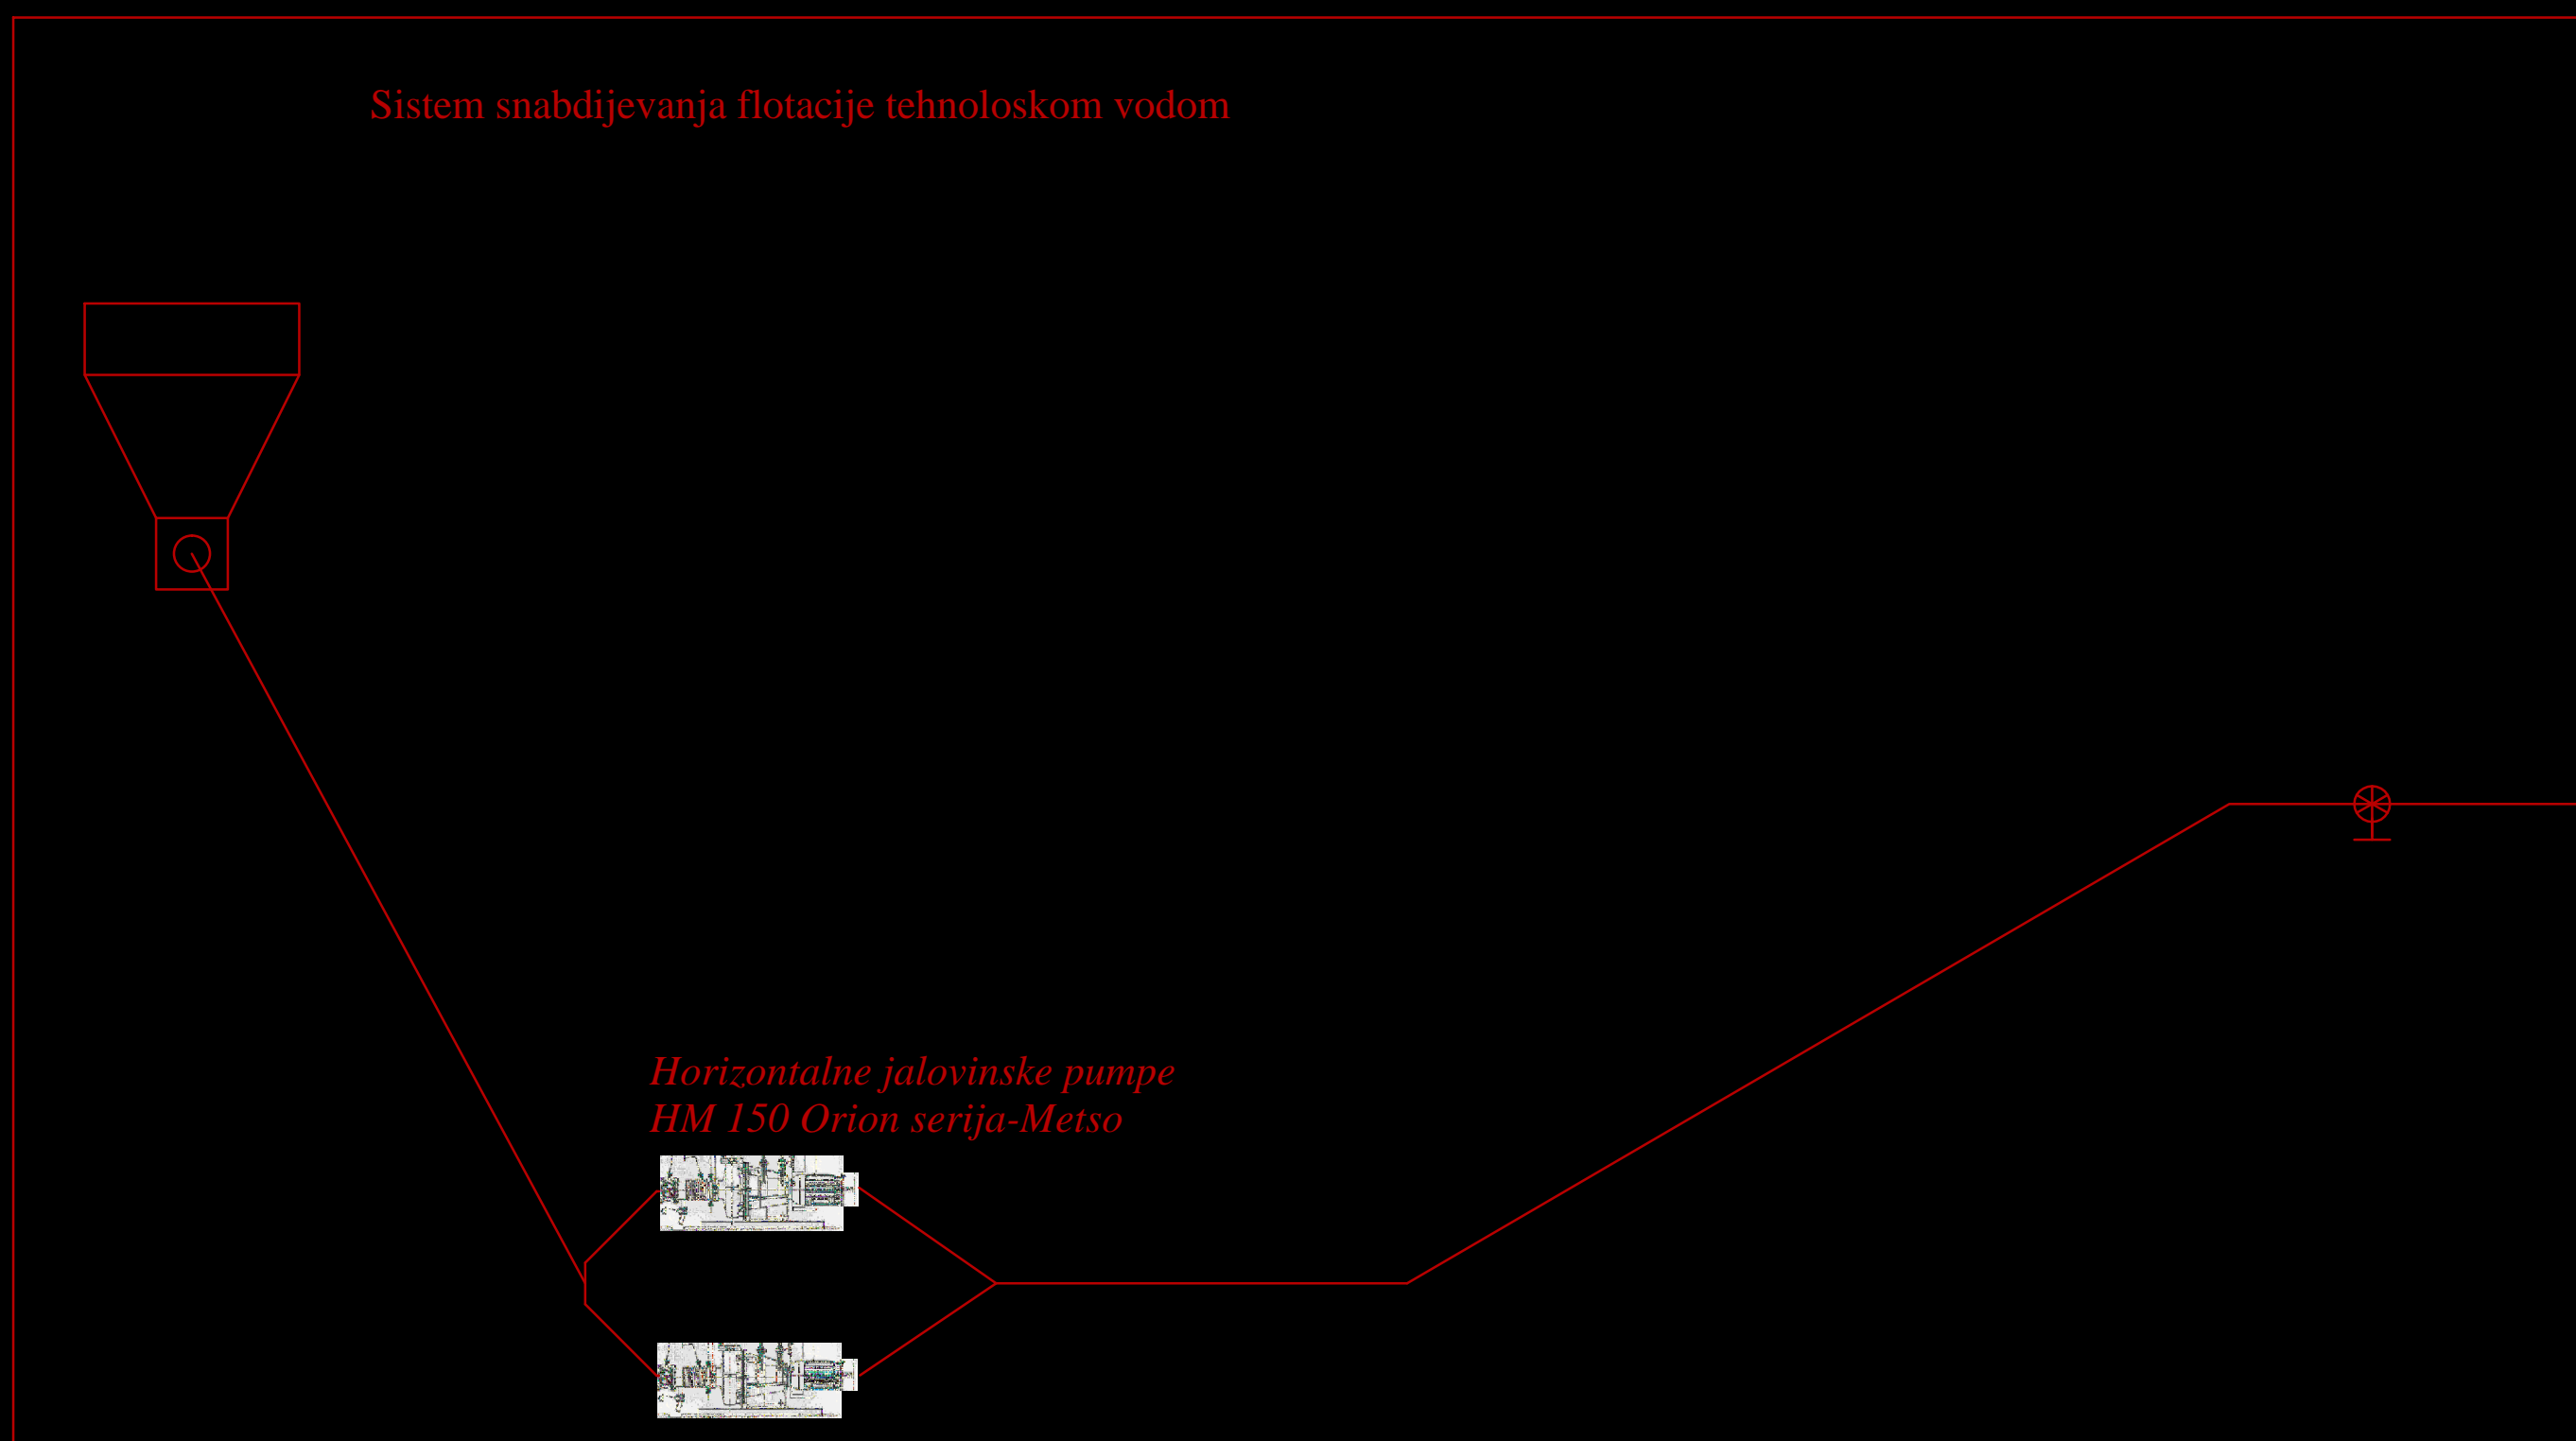 Sistem snabdijevanja flotacije tehnoloskom vodom
Horizontalne jalovinske pumpe
HM 150 Orion serija-Metso